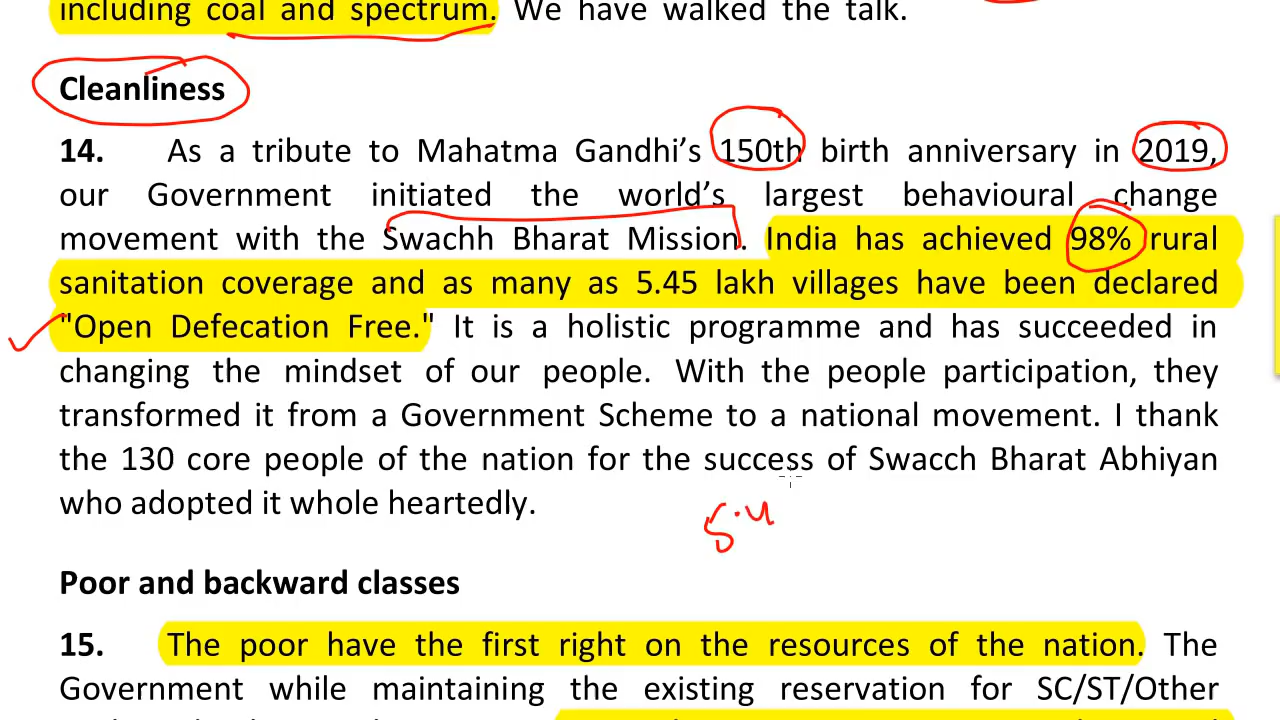 including coal and spectrum. We have walked the talk.
Cleanliness
14. As a tribute to Mahatma Gandhi's 150th birth anniversary in 2019,
our Government initiated the world's largest behavioural change
movement with the Swachh Bharat Mission. India has achieved 98% rural
sanitation coverage and as many as 5.45 lakh villages have been declared
"Open Defecation Free." It is a holistic programme and has succeeded in
changing the mindset of our people. With the people participation, they
transformed it from a Government Scheme to a national movement. I thank
the 130 core people of the nation for the success of Swacch Bharat Abhiyan
who adopted it whole heartedly.
5.4
Poor and backward classes
15. The poor have the first right on the resources of the nation. The
Government while maintaining the existing reservation for SC/ST/Other